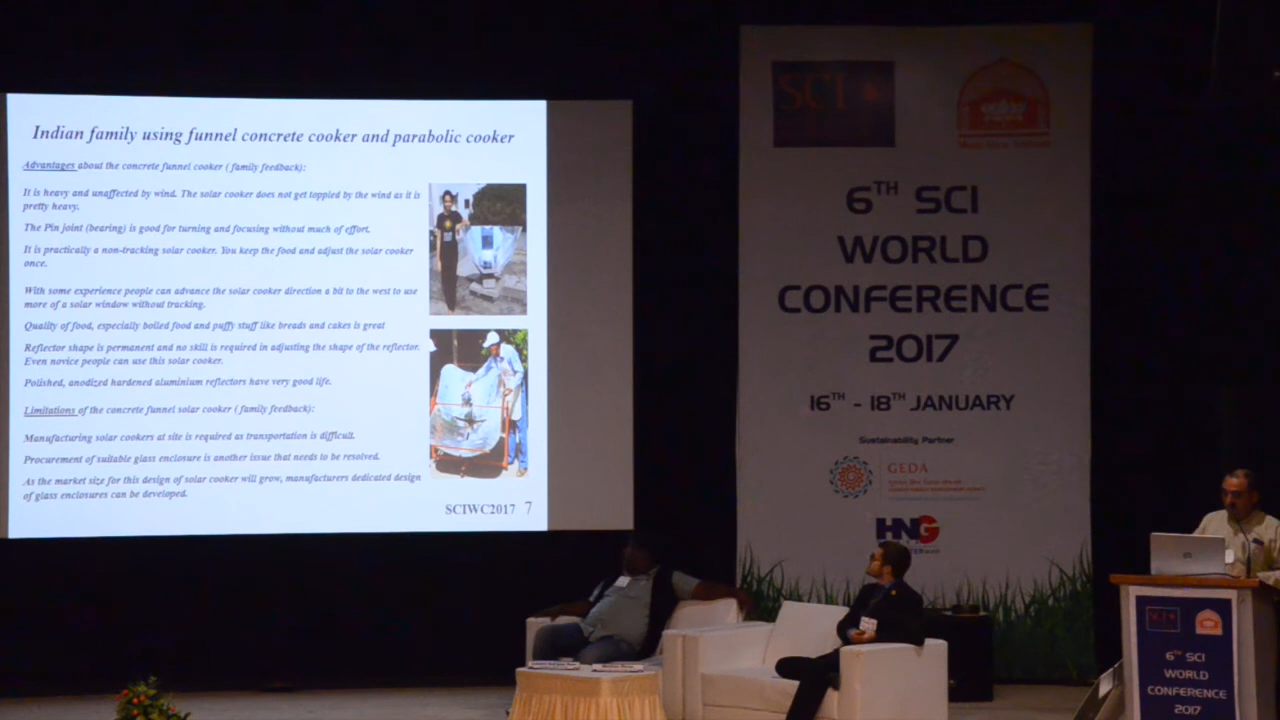 Indian family using funnel concrete cooker and parabolic cooker
Advantages about the concrete funnel cooker ( family feedback):
It is heavy and unaffected by wind. The solar cooker does not get toppled by the wind as it is
pretty heavy.
The Pin joint (bearing) is good for turning and focusing without much of effort.
It is practically a non-tracking solar cooker. You keep the food and adjust the solar cooker
once.
With some experience people can advance the solar cooker direction a bit to the west to use
more of a solar window without tracking.
Quality of food, especially boiled food and puffy stuff like breads and cakes is great
Reflector shape is permanent and no skill is required in adjusting the shape of the reflector.
Even novice people can use this solar cooker.
Polished, anodized hardened aluminium reflectors have very good life.
Limitations of the concrete funnel solar cooker ( family feedback):
Manufacturing solar cookers at site is required as transportation is difficult.
Procurement of suitable glass enclosure is another issue that needs to be resolved.
As the market size for this design of solar cooker will grow, manufacturers dedicated design
of glass enclosures can be developed.
SCIWC2017 7
SCI
6TH SCI
WORLD
CONFERENCE
2017
16TH - 18TH JANUARY
Sustainability Partner
GEDA
HNG
SCI
6TH SCI
WORLD
CONFERENCE
2017